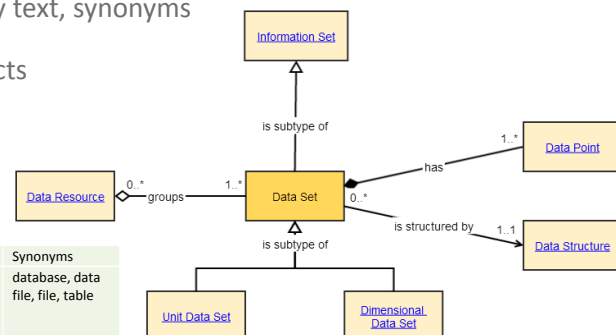 y text, synonyms
cts
Information Set
is subtype of
Data Resource
0..*
groups
1..*
Data Set
has
1..*
Data Point
0..*
is structured by
1..1
Data Structure
is subtype of
Unit Data Set
Dimensional
Data Set
Synonyms
database, data
file, file, table